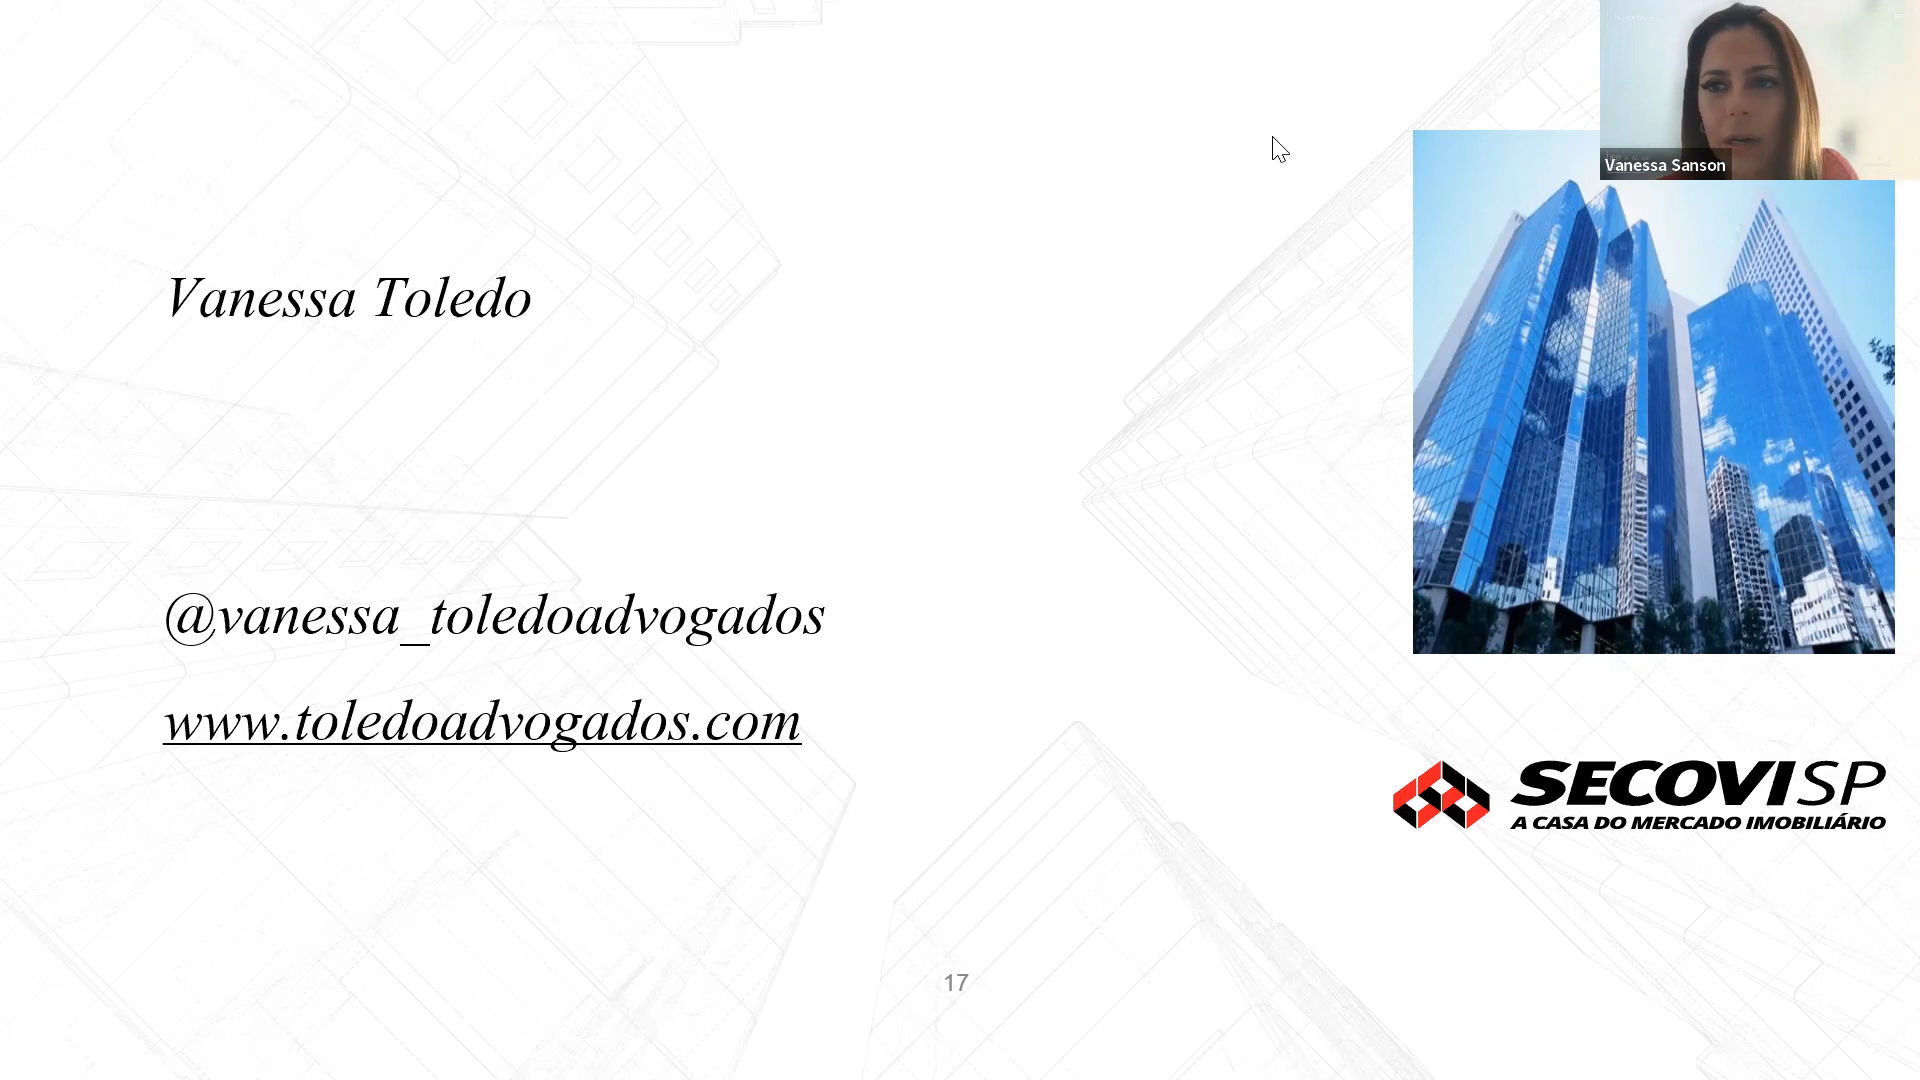 Vanessa Sanson
Vanessa Toledo
@vanessa_toledoadvogados
www.toledoadvogados.com
SECOVI SP
A CASA DO MERCADO IMOBILIÁRIO
17